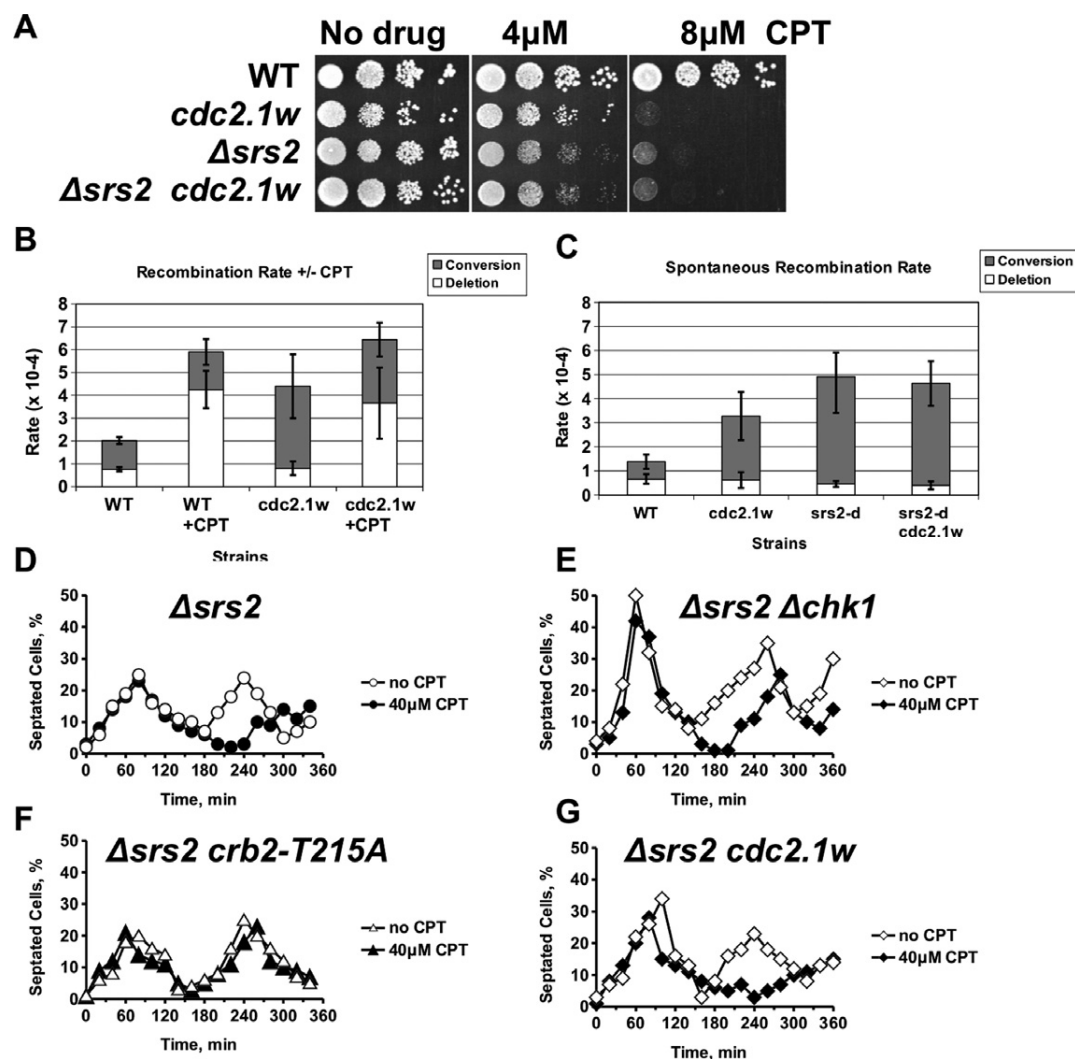 A
No drug 4µM 8µM CPT
WT
cdc2.1w
Δsrs2
Δsrs2 cdc2.1w
B
Recombination Rate +/- CPT
Conversion
Deletion
Rate (x 10-4)
8
7
6
5
4
3
2
1
0
WT WT +CPT cdc2.1w cdc2.1w +CPT
Strains
C
Spontaneous Recombination Rate
Conversion
Deletion
Rate (x 10-4)
8
7
6
5
4
3
2
1
0
WT cdc2.1w srs2-d srs2-d cdc2.1w
Strains
D
Δsrs2
Septated Cells, %
50
40
30
20
10
0
no CPT
40µM CPT
0 60 120 180 240 300 360
Time, min
E
Δsrs2 Δchk1
Septated Cells, %
50
40
30
20
10
0
no CPT
40µM CPT
0 60 120 180 240 300 360
Time, min
F
Δsrs2 crb2-T215A
Septated Cells, %
50
40
30
20
10
0
no CPT
40µM CPT
0 60 120 180 240 300 360
Time, min
G
Δsrs2 cdc2.1w
Septated Cells, %
50
40
30
20
10
0
no CPT
40µM CPT
0 60 120 180 240 300 360
Time, min